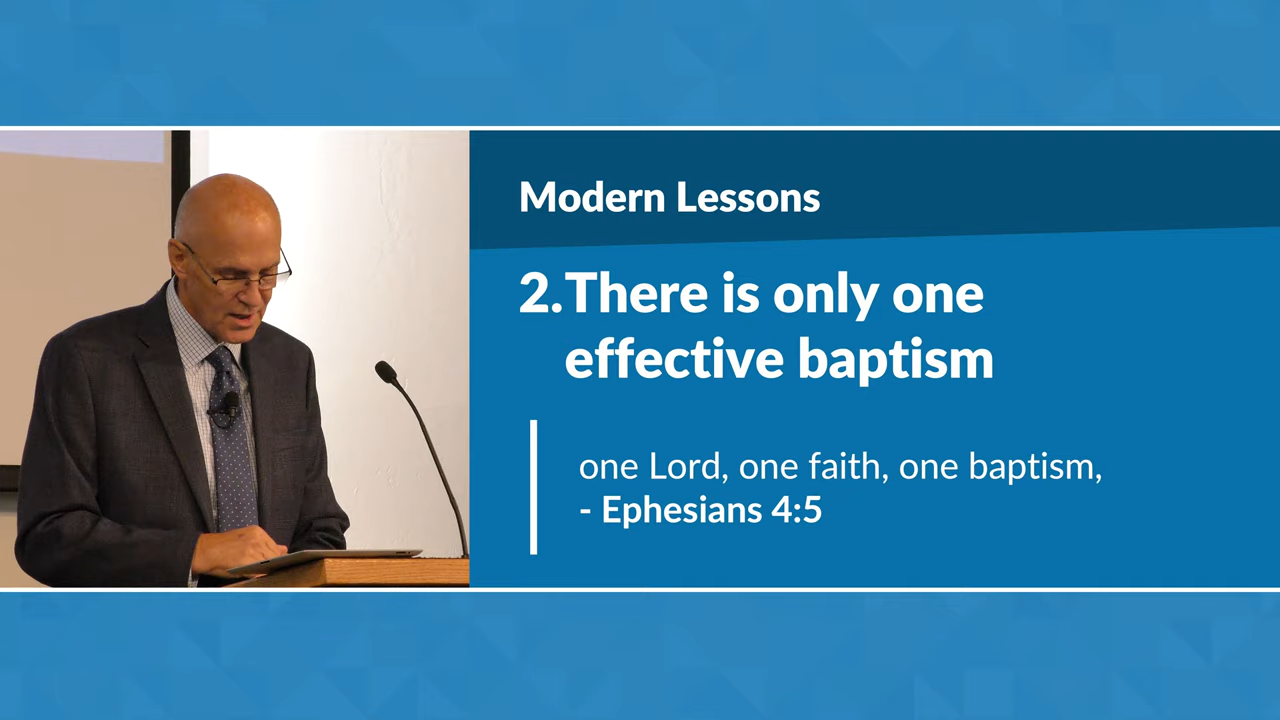 Modern Lessons
2.There is only one
effective baptism
one Lord, one faith, one baptism,
- Ephesians 4:5